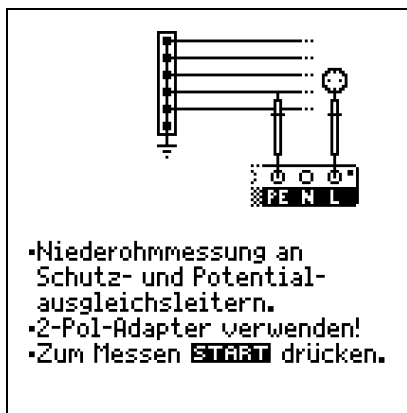 PE N L
•Niederohmmessung an
Schutz- und Potential-
ausgleichsleitern.
•2-Pol-Adapter verwenden!
•Zum Messen START drücken.